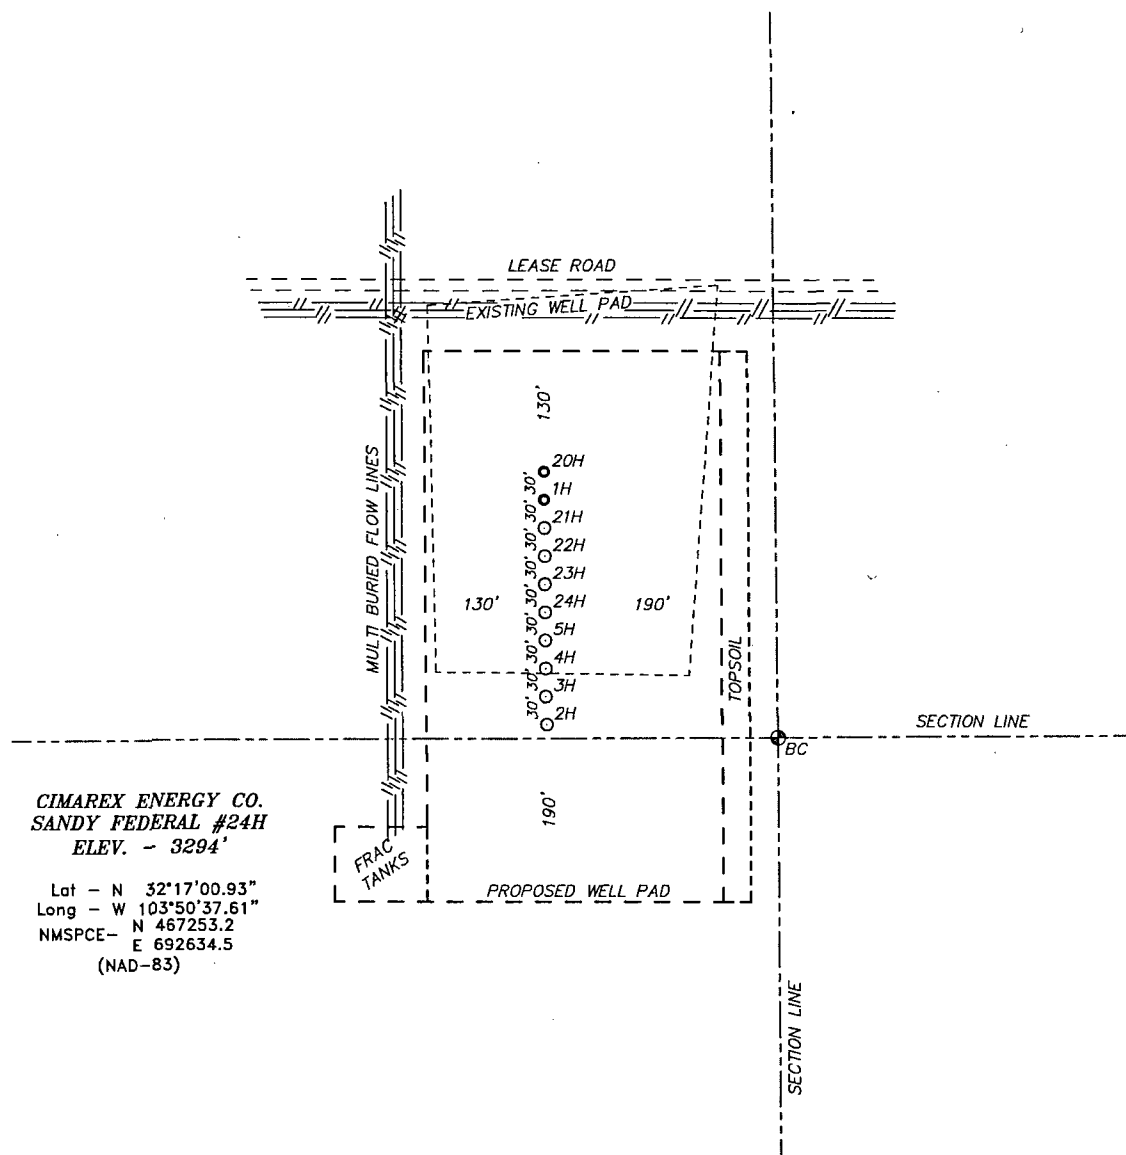 LEASE ROAD
EXISTING WELL PAD
130'
20H
30'
1H
30'
21H
30'
22H
30'
23H
30'
24H
30'
5H
30'
4H
30'
3H
30'
2H
130'
190'
MULTI BURIED FLOW LINES
TOPSOIL
SECTION LINE
BC
190'
FRAC
TANKS
PROPOSED WELL PAD
CIMAREX ENERGY CO.
SANDY FEDERAL #24H
ELEV. - 3294'
Lat - N 32°17'00.93"
Long - W 103°50'37.61"
NMSPCE- N 467253.2
E 692634.5
(NAD-83)
SECTION LINE